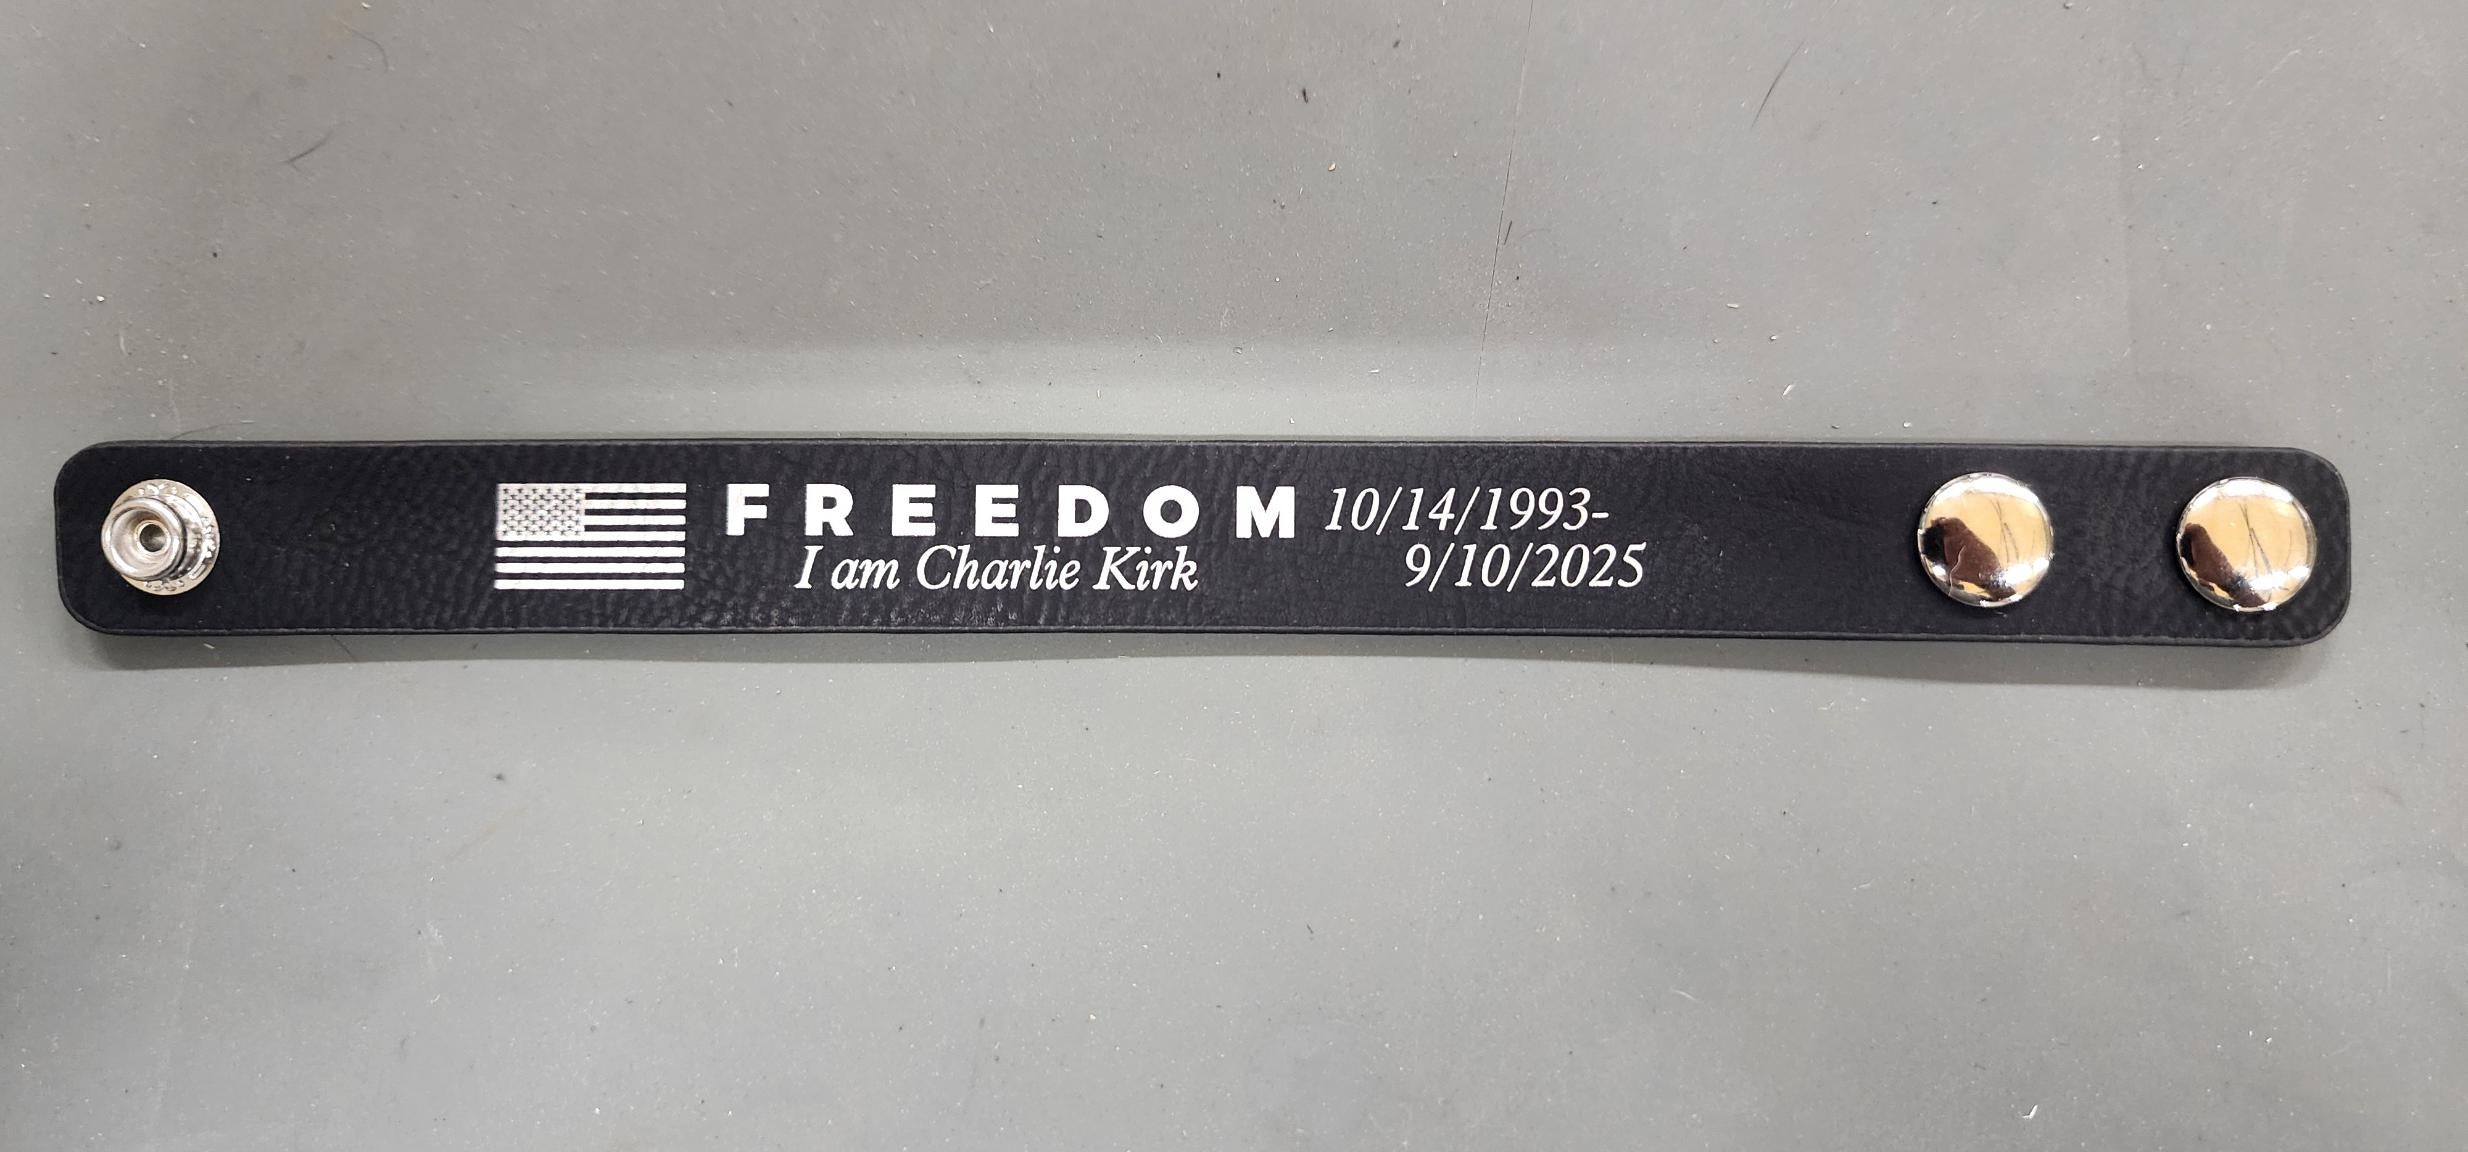 FREEDOM 10/14/1993-
I am Charlie Kirk 9/10/2025